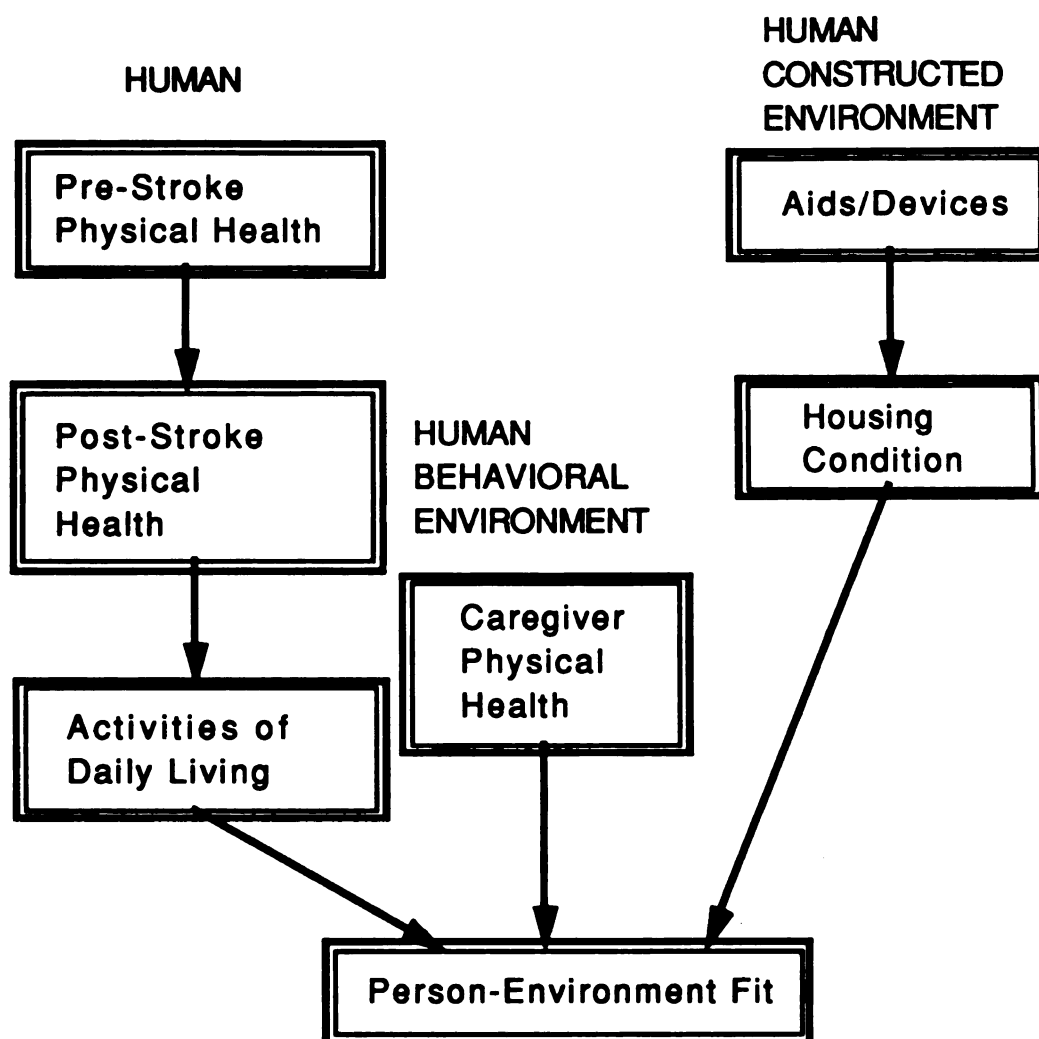 HUMAN
HUMAN
CONSTRUCTED
ENVIRONMENT
Pre-Stroke
Physical Health
Aids/Devices
Post-Stroke
Physical
Health
HUMAN
BEHAVIORAL
ENVIRONMENT
Housing
Condition
Caregiver
Physical
Health
Activities of
Daily Living
Person-Environment Fit